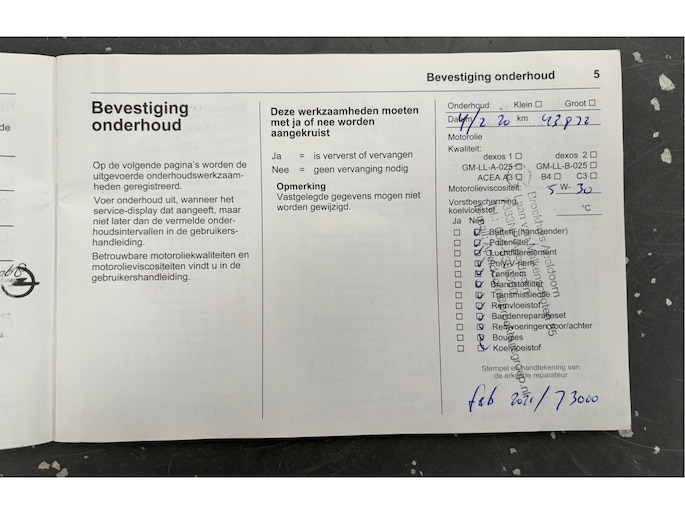 Bevestiging onderhoud 5
de
Bevestiging
onderhoud
Op de volgende pagina's worden de
uitgevoerde onderhoudswerkzaam-
heden geregistreerd.
Voer onderhoud uit, wanneer het
service-display dat aangeeft, maar
niet later dan de vermelde onder-
houdsintervallen in de gebruikers-
handleiding.
Betrouwbare motoroliekwaliteiten en
motorolieviscositeiten vindt u in de
gebruikershandleiding.
Deze werkzaamheden moeten
met ja of nee worden
aangekruist
Ja = is ververst of vervangen
Nee = geen vervanging nodig
Opmerking
Vastgelegde gegevens mogen niet
worden gewijzigd.
Onderhoud: Klein ☐ Groot ☐
Datum 4/2 20 km
Motorolie
Kwaliteit:
dexos 1 ☐ dexos 2 ☐
GM-LL-A-025 ☐ GM-LL-B-025 ☐
ACEA A3 ☐ B4 ☐ C3 ☐
Motorolieviscositeit: 5 W- 30
Vorstbescherming
koelvloeistof °C
Ja Nee
Batterij (handzender)
Pollenfilter
Luchtfilterelement
Poly-V-riem
Tandriem
Brandstoffilter
Transmissieolie
Remvloeistof
Bandenreparatieset
Reservoeringen voor/achter
Bougies
Koelvloeistof
Stempel en handtekening van
de erkende reparateur
feb 2021/73000